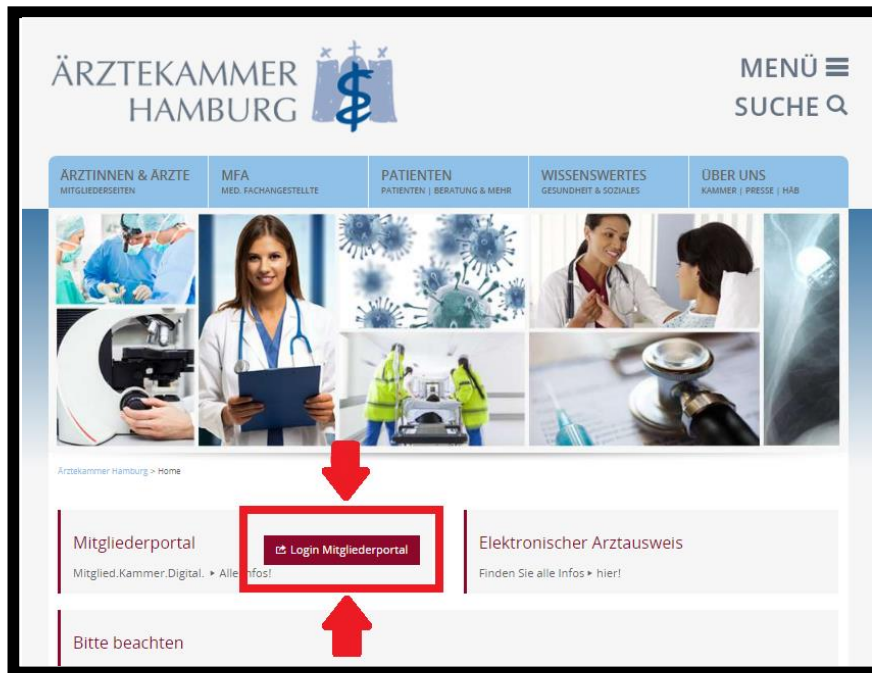 ÄRZTEKAMMER
HAMBURG
MENÜ
SUCHE
ÄRZTINNEN & ÄRZTE
MITGLIEDERSEITEN
MFA
MED. FACHANGESTELLTE
PATIENTEN
PATIENTEN | BERATUNG & MEHR
WISSENSWERTES
GESUNDHEIT & SOZIALES
ÜBER UNS
KAMMER | PRESSE | HÄB
Ärztekammer Hamburg > Home
Mitgliederportal
Login Mitgliederportal
Mitglied.Kammer.Digital. ▸ Alle Infos!
Elektronischer Arztausweis
Finden Sie alle Infos ▸ hier!
Bitte beachten